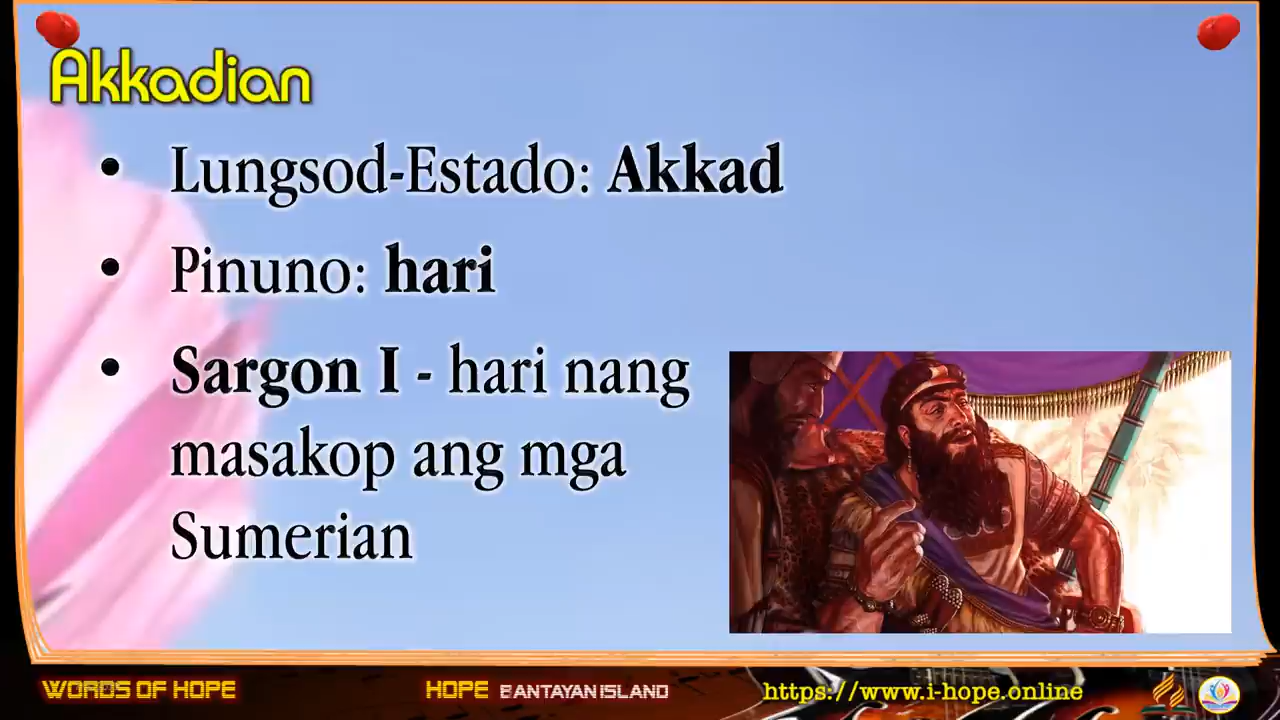 Akkadian
• Lungsod-Estado: Akkad
• Pinuno: hari
• Sargon I - hari nang
masakop ang mga
Sumerian
WORDS OF HOPE
HOPE BANTAYAN ISLAND
https://www.i-hope.online